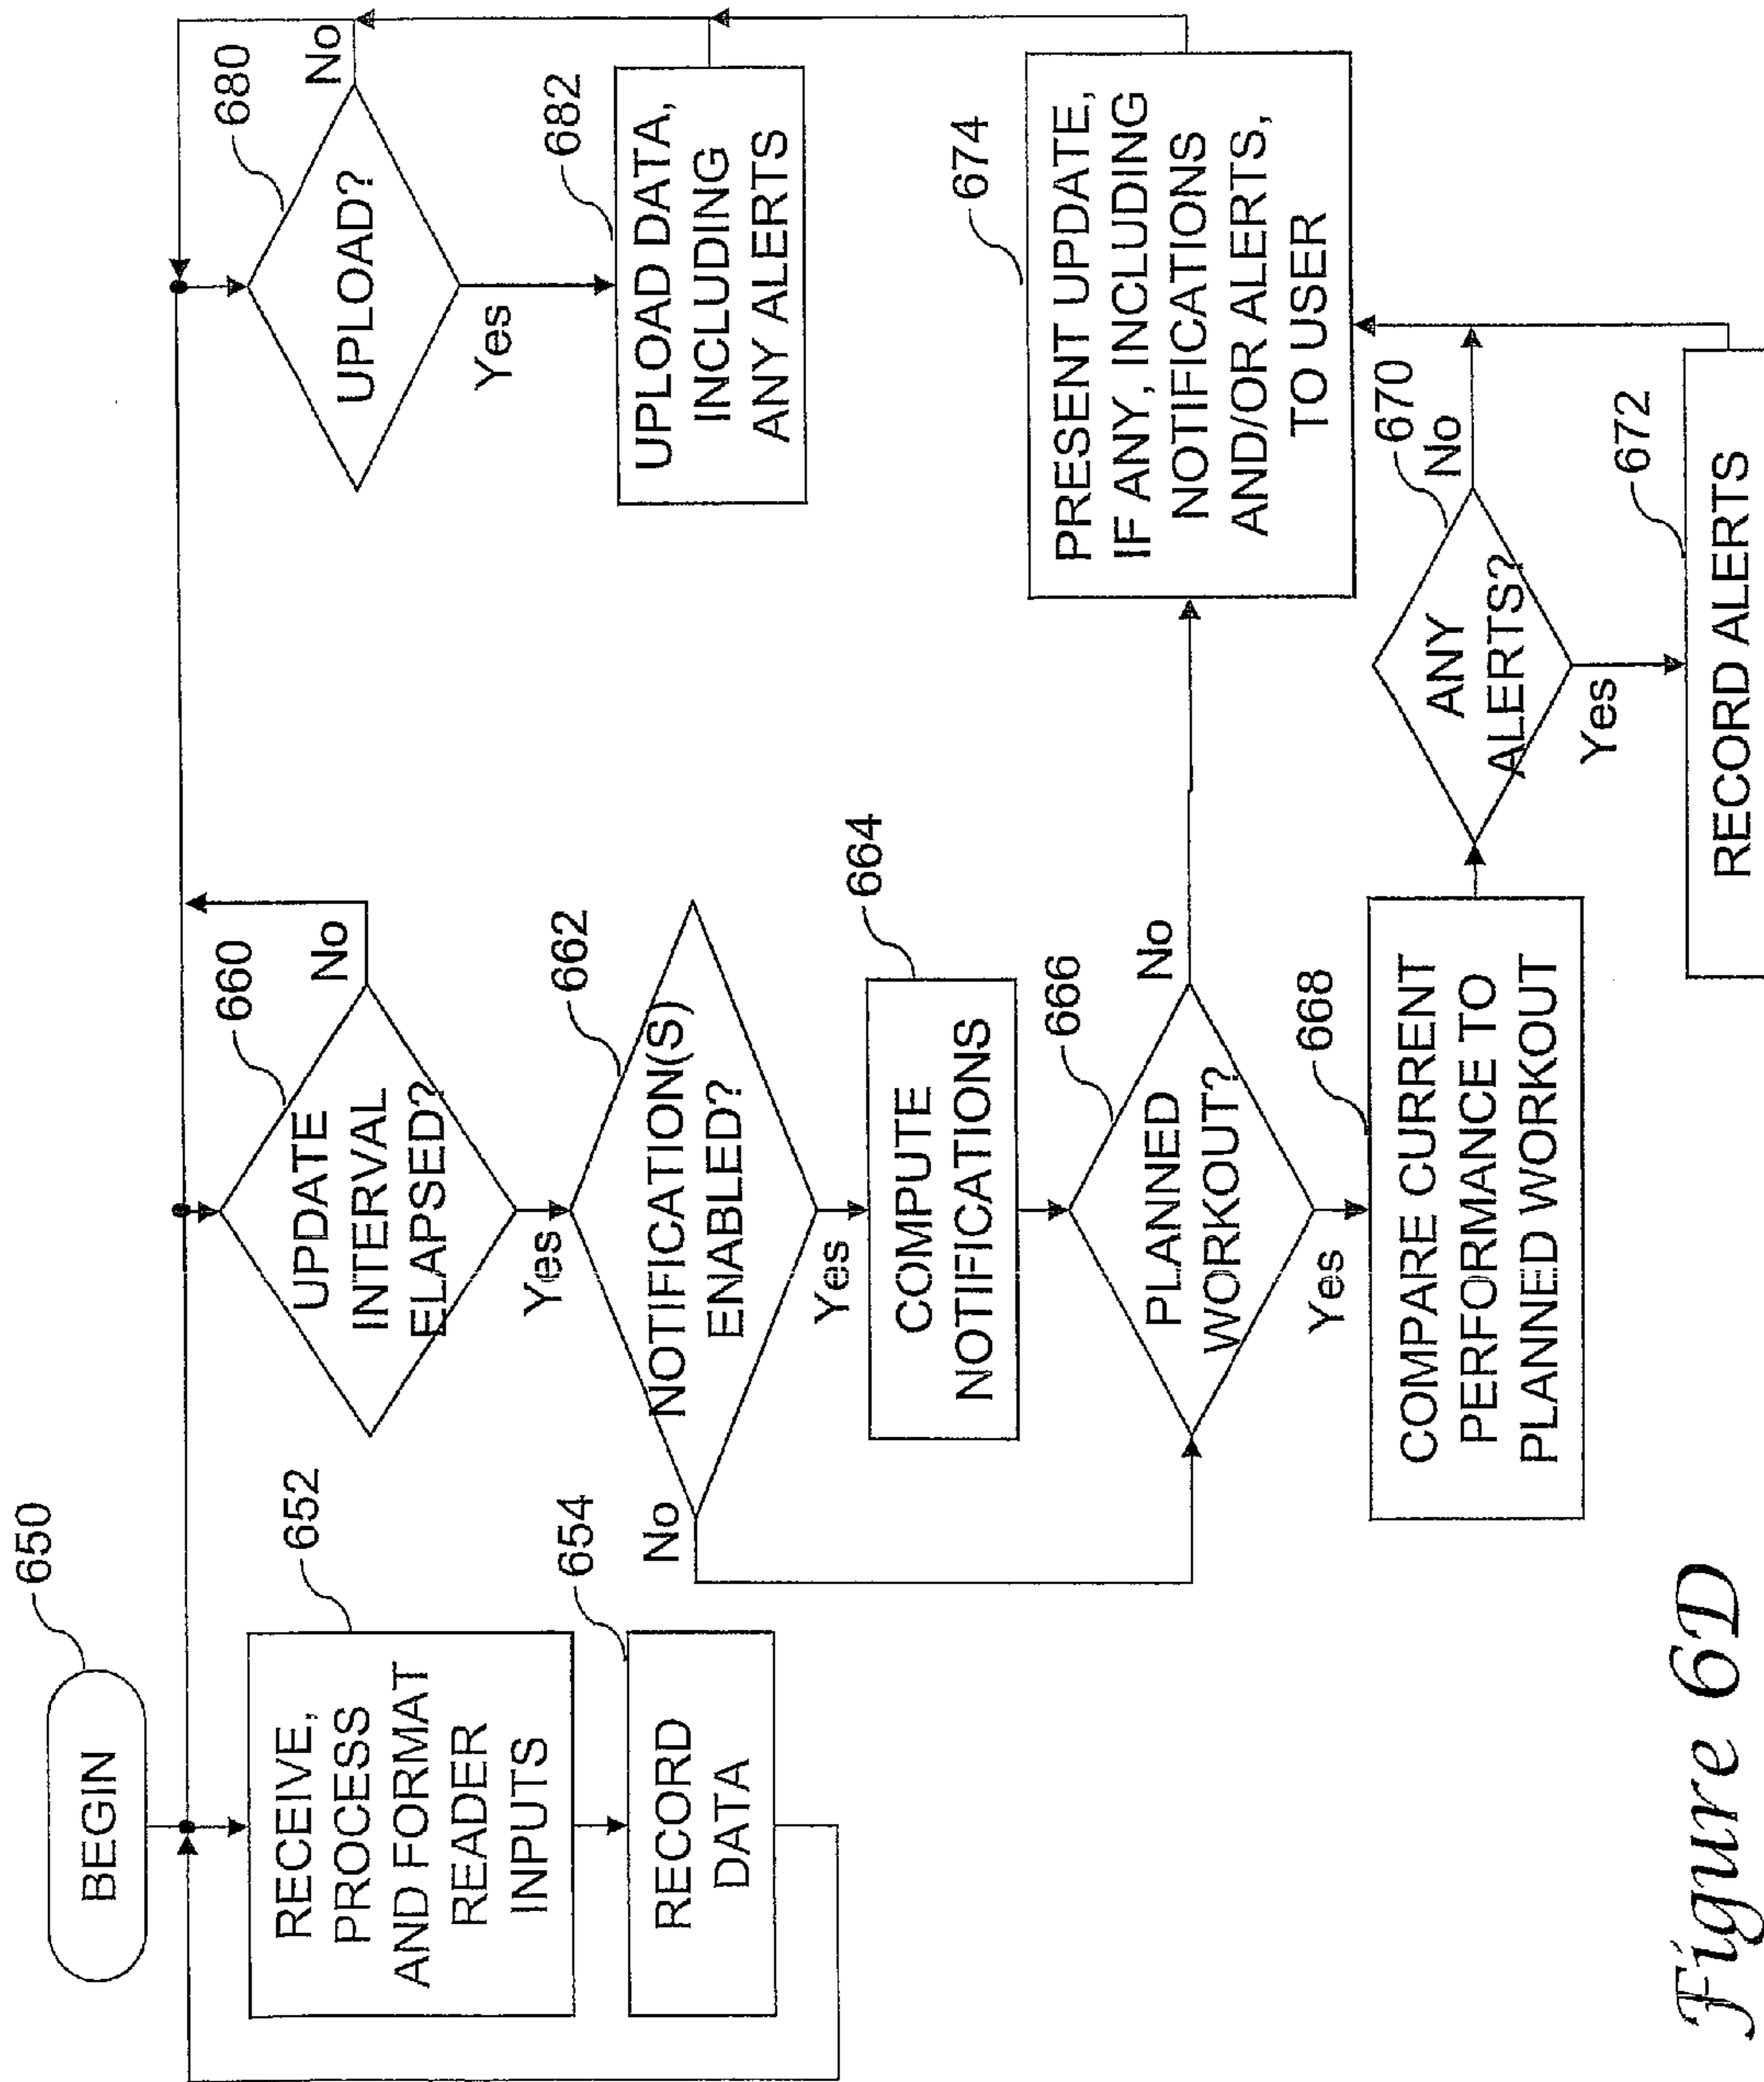 BEGIN
650
RECEIVE,
PROCESS
AND FORMAT
READER
INPUTS
652
RECORD
DATA
654
UPDATE
INTERVAL
ELAPSED?
660
No
Yes
NOTIFICATION(S)
ENABLED?
662
No
Yes
COMPUTE
NOTIFICATIONS
664
PLANNED
WORKOUT?
666
No
Yes
COMPARE CURRENT
PERFORMANCE TO
PLANNED WORKOUT
668
ANY
ALERTS?
670
No
Yes
RECORD ALERTS
672
PRESENT UPDATE,
IF ANY, INCLUDING
NOTIFICATIONS
AND/OR ALERTS,
TO USER
674
UPLOAD?
680
No
Yes
UPLOAD DATA,
INCLUDING
ANY ALERTS
682
Figure 6D